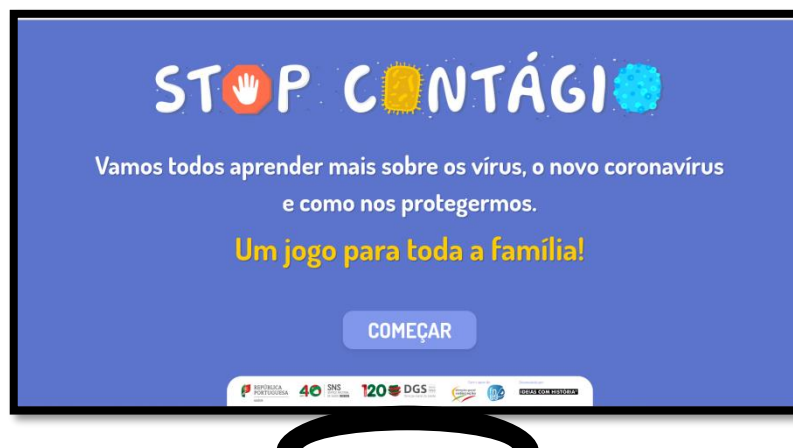 STOP CONTÁGIO
Vamos todos aprender mais sobre os vírus, o novo coronavírus
e como nos protegermos.
Um jogo para toda a família!
COMEÇAR
REPÚBLICA
PORTUGUESA
40 SNS
120 DGS
IDEIAS COM HISTÓRIA